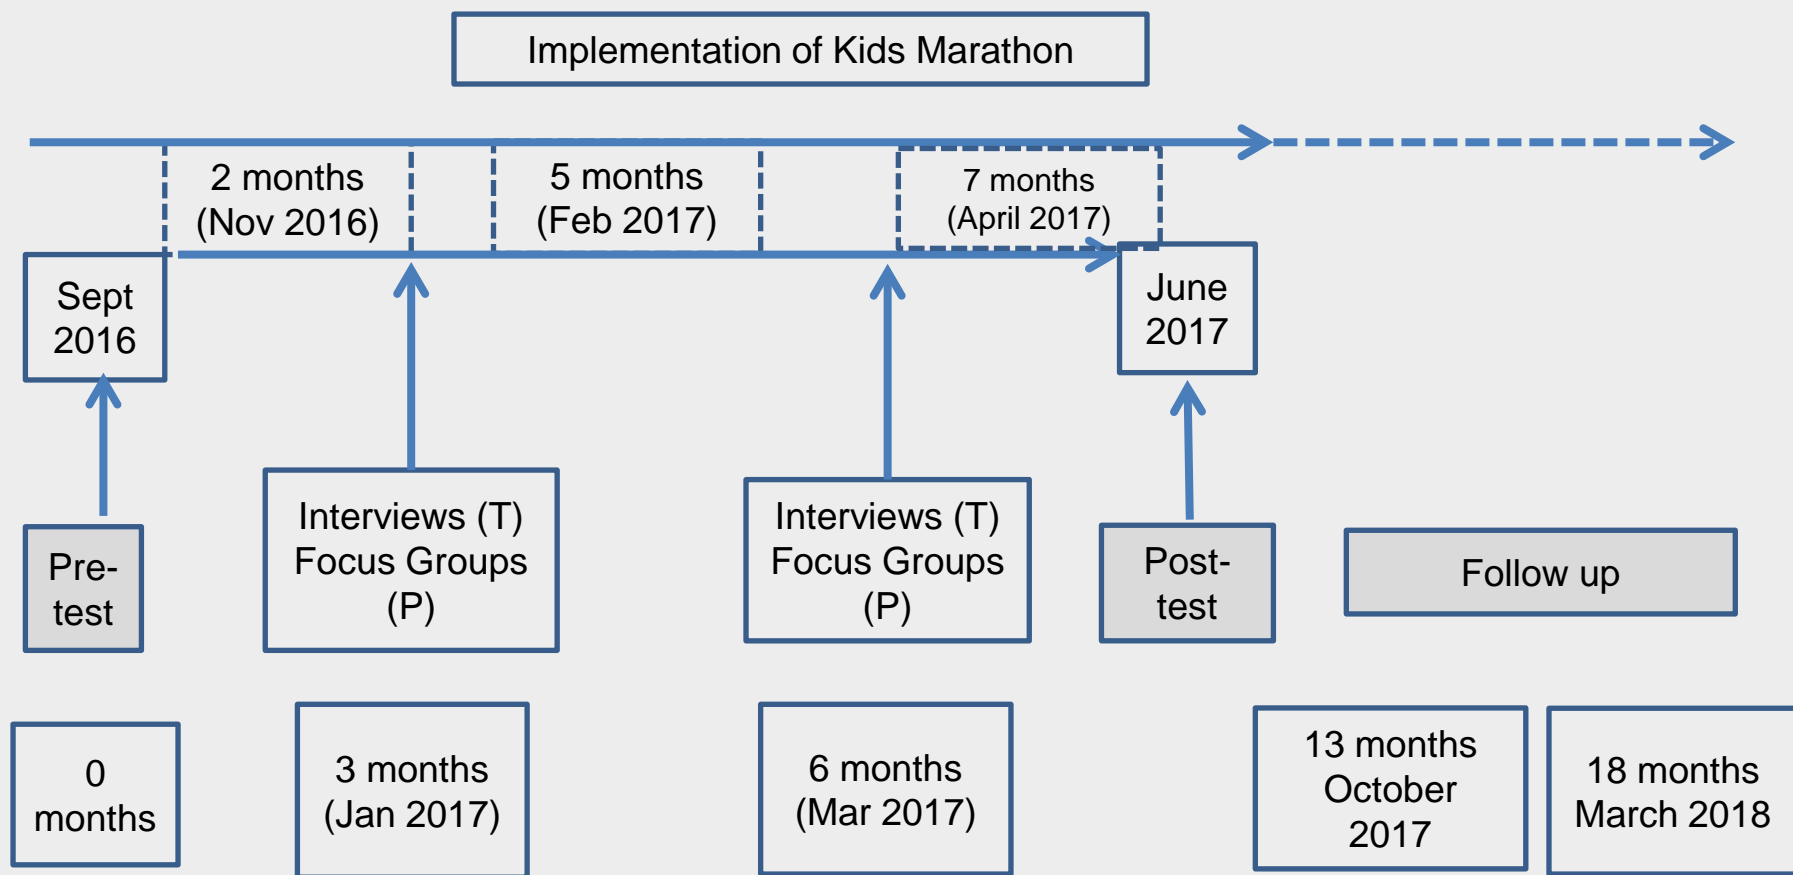 Implementation of Kids Marathon
2 months
(Nov 2016)
5 months
(Feb 2017)
7 months
(April 2017)
Sept
2016
June
2017
Pre-
test
Interviews (T)
Focus Groups
(P)
Interviews (T)
Focus Groups
(P)
Post-
test
Follow up
0
months
3 months
(Jan 2017)
6 months
(Mar 2017)
13 months
October
2017
18 months
March 2018